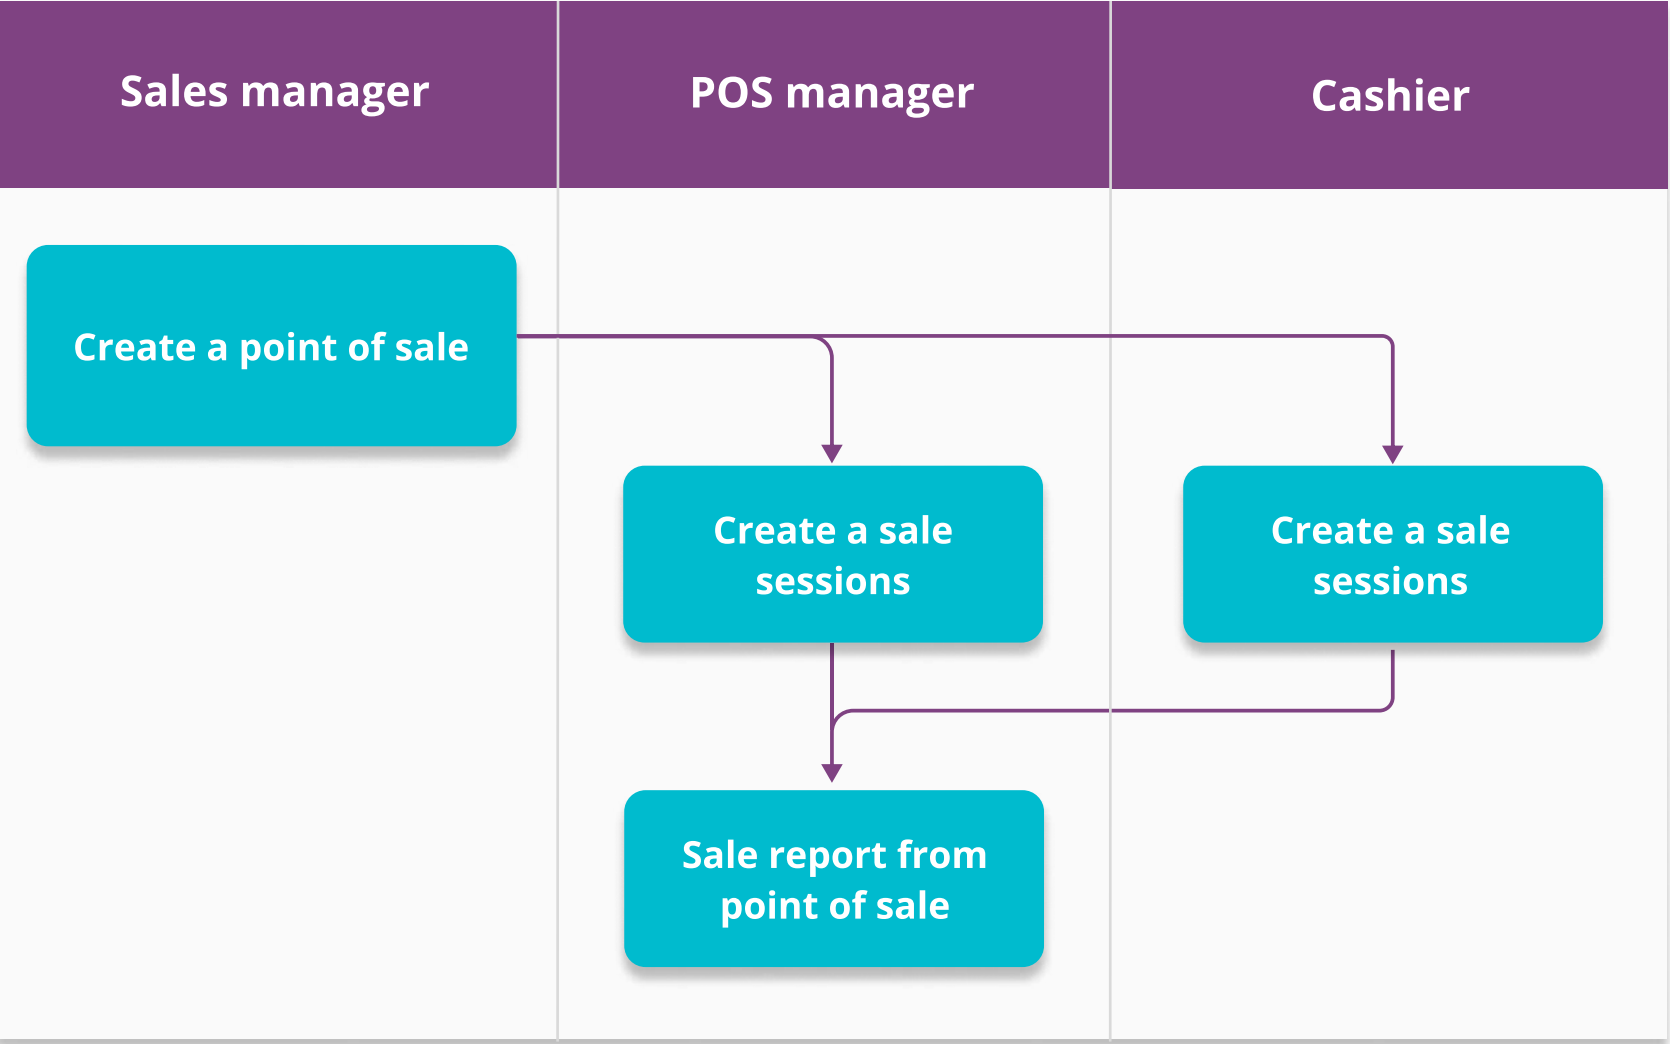 Sales manager
POS manager
Cashier
Create a point of sale
Create a sale
sessions
Create a sale
sessions
Sale report from
point of sale